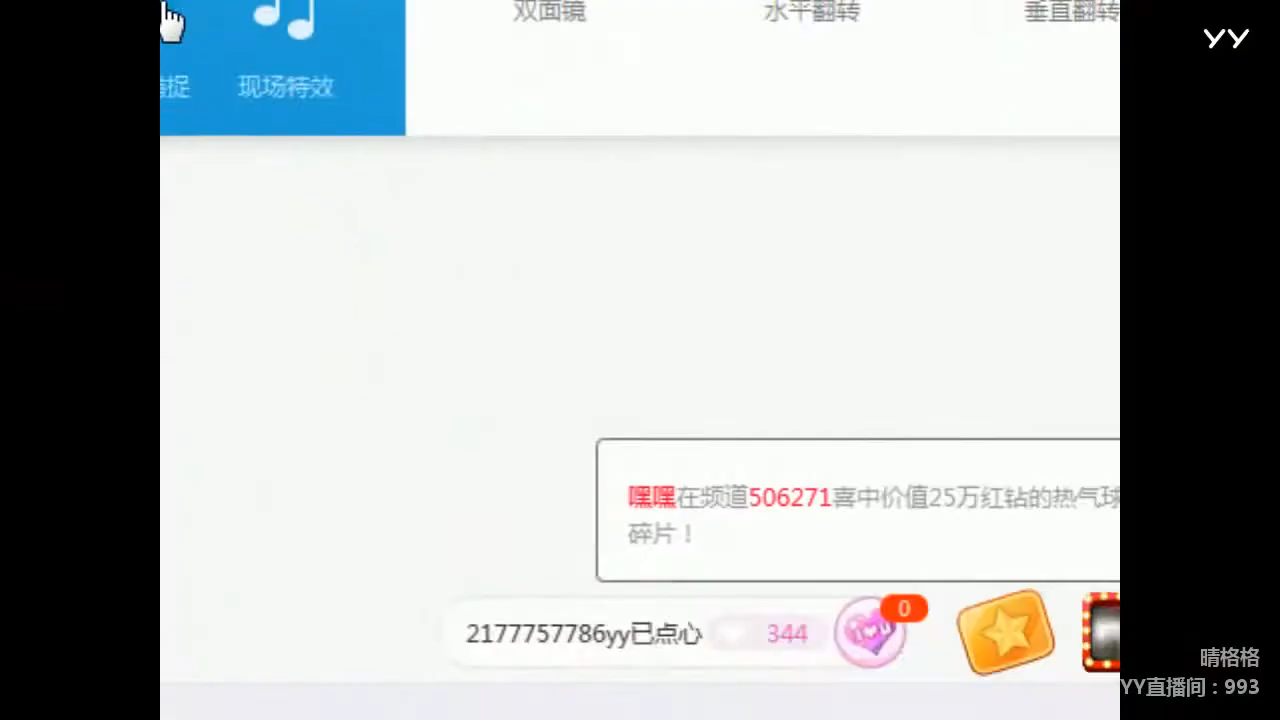 双面镜
水平翻转
垂直翻转
YY
捉
现场特效
嘿嘿在频道506271喜中价值25万红钻的热气球
碎片！
2177757786yy已点心
344
0
晴格格
YY直播间：993